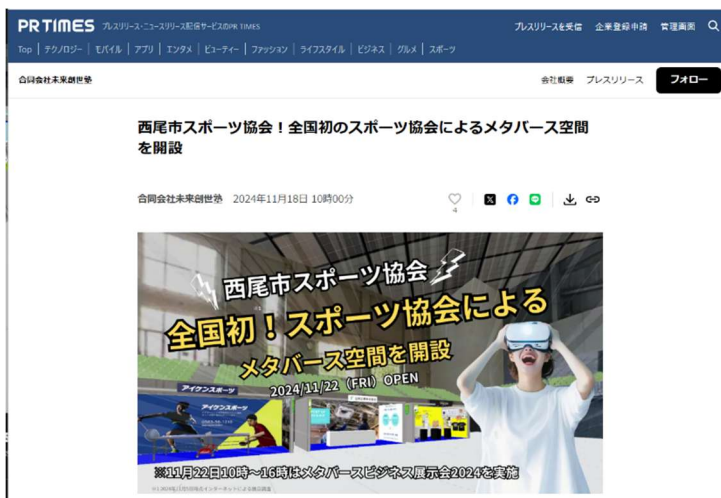 PR TIMES プレスリリース・ニュースリリース配信サービスのPR TIMES
プレスリリースを受信 企業登録申請 管理画面
Top テクノロジー モバイル アプリ エンタメ ビューティー ファッション ライフスタイル ビジネス グルメ スポーツ
合同会社未来創世塾
会社概要 プレスリリース フォロー
西尾市スポーツ協会！全国初のスポーツ協会によるメタバース空間
を開設
合同会社未来創世塾 2024年11月18日 10時00分
4
西尾市スポーツ協会
全国初！スポーツ協会による
※1
メタバース空間を開設
2024/11/22（FRI）OPEN
アイケンスポーツ
アイケンスポーツ
※11月22日10時～16時はメタバースビジネス展示会2024を実施